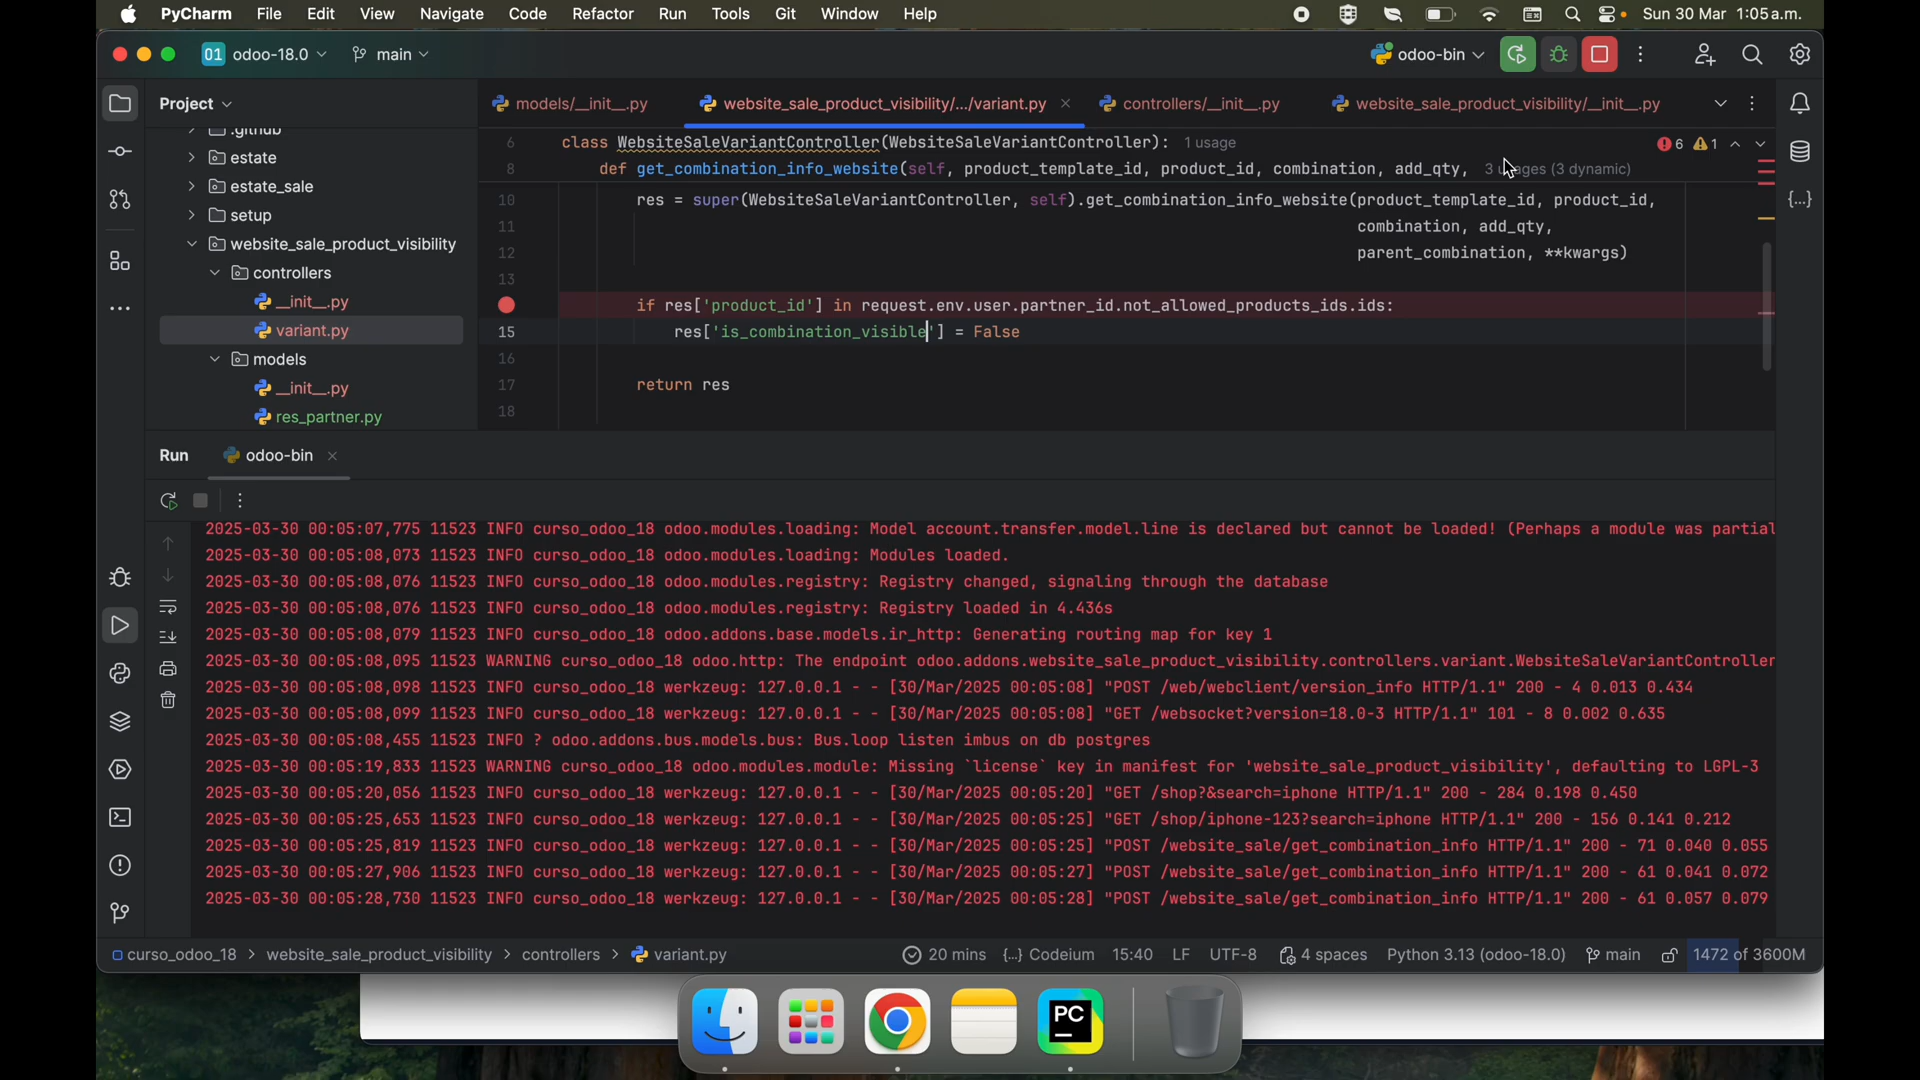 PyCharm File Edit View Navigate Code Refactor Run Tools Git Window Help Sun 30 Mar 1:05 a.m.
01 odoo-18.0 main odoo-bin
Project models/__init__.py website_sale_product_visibility/.../variant.py controllers/__init__.py website_sale_product_visibility/__init__.py
.github
estate
estate_sale
setup
website_sale_product_visibility
controllers
__init__.py
variant.py
models
__init__.py
res_partner.py
6 class WebsiteSaleVariantController(WebsiteSaleVariantController): 1 usage 6 1
8 def get_combination_info_website(self, product_template_id, product_id, combination, add_qty, 3 usages (3 dynamic)
10 res = super(WebsiteSaleVariantController, self).get_combination_info_website(product_template_id, product_id,
11 combination, add_qty,
12 parent_combination, **kwargs)
13
if res['product_id'] in request.env.user.partner_id.not_allowed_products_ids.ids:
15 res['is_combination_visible'] = False
16
17 return res
18
Run odoo-bin
2025-03-30 00:05:07,775 11523 INFO curso_odoo_18 odoo.modules.loading: Model account.transfer.model.line is declared but cannot be loaded! (Perhaps a module was partial
2025-03-30 00:05:08,073 11523 INFO curso_odoo_18 odoo.modules.loading: Modules loaded.
2025-03-30 00:05:08,076 11523 INFO curso_odoo_18 odoo.modules.registry: Registry changed, signaling through the database
2025-03-30 00:05:08,076 11523 INFO curso_odoo_18 odoo.modules.registry: Registry loaded in 4.436s
2025-03-30 00:05:08,079 11523 INFO curso_odoo_18 odoo.addons.base.models.ir_http: Generating routing map for key 1
2025-03-30 00:05:08,095 11523 WARNING curso_odoo_18 odoo.http: The endpoint odoo.addons.website_sale_product_visibility.controllers.variant.WebsiteSaleVariantController
2025-03-30 00:05:08,098 11523 INFO curso_odoo_18 werkzeug: 127.0.0.1 - - [30/Mar/2025 00:05:08] "POST /web/webclient/version_info HTTP/1.1" 200 - 4 0.013 0.434
2025-03-30 00:05:08,099 11523 INFO curso_odoo_18 werkzeug: 127.0.0.1 - - [30/Mar/2025 00:05:08] "GET /websocket?version=18.0-3 HTTP/1.1" 101 - 8 0.002 0.635
2025-03-30 00:05:08,455 11523 INFO ? odoo.addons.bus.models.bus: Bus.loop listen imbus on db postgres
2025-03-30 00:05:19,833 11523 WARNING curso_odoo_18 odoo.modules.module: Missing `license` key in manifest for 'website_sale_product_visibility', defaulting to LGPL-3
2025-03-30 00:05:20,056 11523 INFO curso_odoo_18 werkzeug: 127.0.0.1 - - [30/Mar/2025 00:05:20] "GET /shop?&search=iphone HTTP/1.1" 200 - 284 0.198 0.450
2025-03-30 00:05:25,653 11523 INFO curso_odoo_18 werkzeug: 127.0.0.1 - - [30/Mar/2025 00:05:25] "GET /shop/iphone-123?search=iphone HTTP/1.1" 200 - 156 0.141 0.212
2025-03-30 00:05:25,819 11523 INFO curso_odoo_18 werkzeug: 127.0.0.1 - - [30/Mar/2025 00:05:25] "POST /website_sale/get_combination_info HTTP/1.1" 200 - 71 0.040 0.055
2025-03-30 00:05:27,906 11523 INFO curso_odoo_18 werkzeug: 127.0.0.1 - - [30/Mar/2025 00:05:27] "POST /website_sale/get_combination_info HTTP/1.1" 200 - 61 0.041 0.072
2025-03-30 00:05:28,730 11523 INFO curso_odoo_18 werkzeug: 127.0.0.1 - - [30/Mar/2025 00:05:28] "POST /website_sale/get_combination_info HTTP/1.1" 200 - 61 0.057 0.079
curso_odoo_18 > website_sale_product_visibility > controllers > variant.py 20 mins {...} Codeium 15:40 LF UTF-8 4 spaces Python 3.13 (odoo-18.0) main 1472 of 3600M
PC